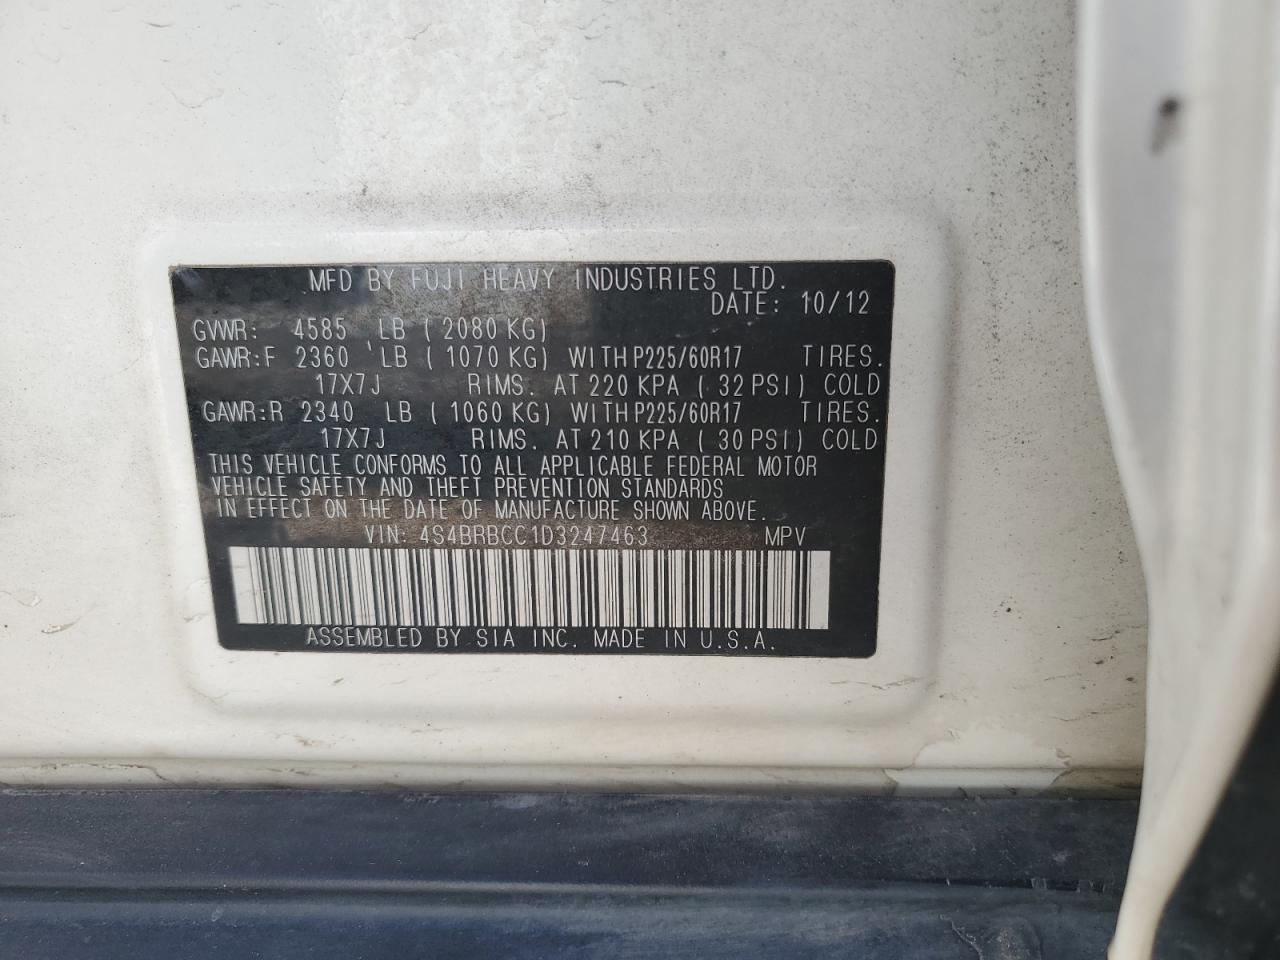 MFD BY FUJI HEAVY INDUSTRIES LTD.
DATE: 10/12
GVWR: 4585 LB ( 2080 KG)
GAWR:F 2360 LB ( 1070 KG) WITH P225/60R17 TIRES.
17X7J RIMS. AT 220 KPA ( 32 PSI) COLD
GAWR:R 2340 LB ( 1060 KG) WITH P225/60R17 TIRES.
17X7J RIMS. AT 210 KPA ( 30 PSI) COLD
THIS VEHICLE CONFORMS TO ALL APPLICABLE FEDERAL MOTOR
VEHICLE SAFETY AND THEFT PREVENTION STANDARDS
IN EFFECT ON THE DATE OF MANUFACTURE SHOWN ABOVE.
VIN: 4S4BRBCC1D3247463 MPV
ASSEMBLED BY SIA INC. MADE IN U.S.A.